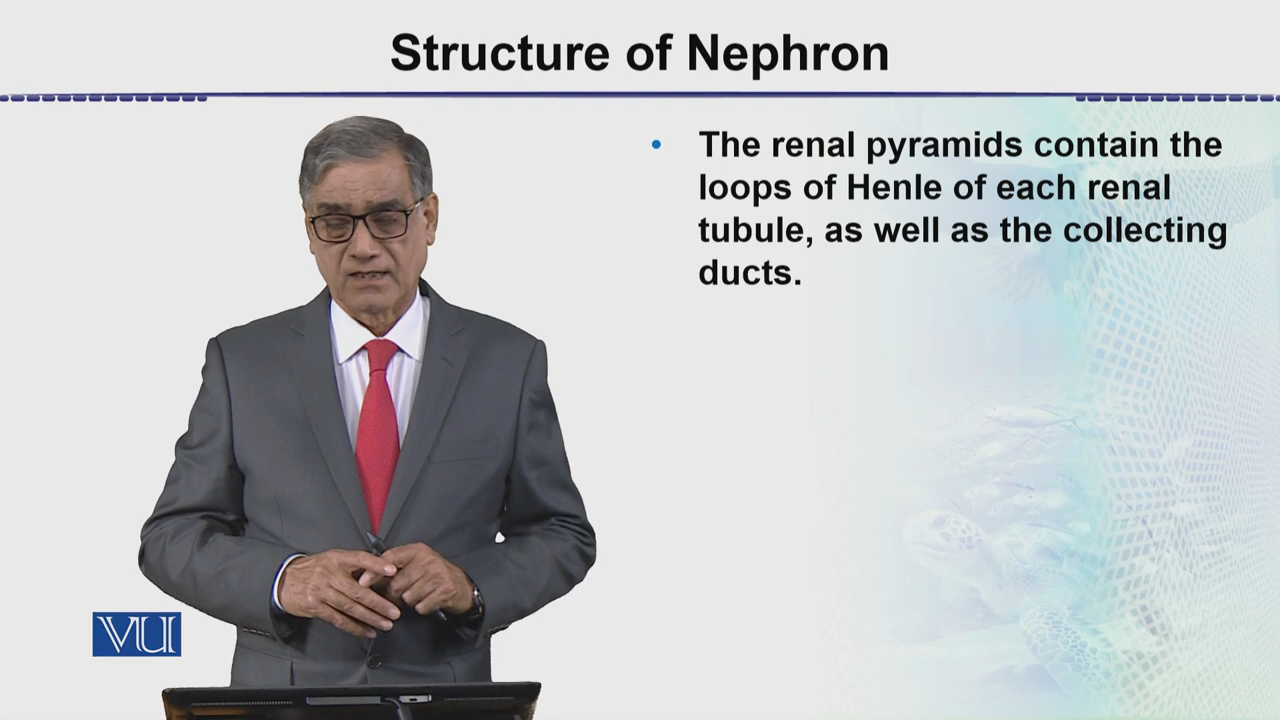 Structure of Nephron
• The renal pyramids contain the
loops of Henle of each renal
tubule, as well as the collecting
ducts.
VU